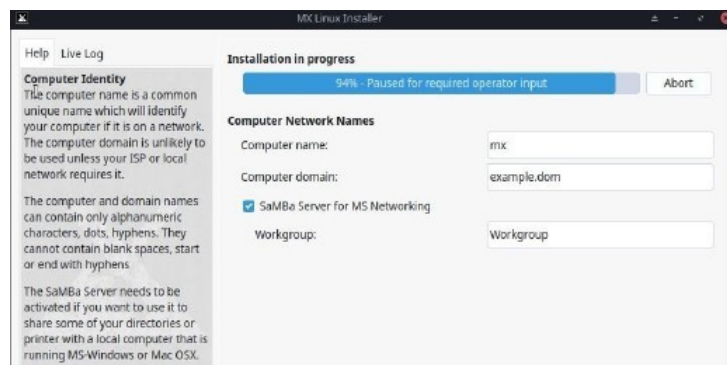 MX Linux Installer
Help Live Log
Computer Identity
The computer name is a common
unique name which will identify
your computer if it is on a network.
The computer domain is unlikely to
be used unless your ISP or local
network requires it.
The computer and domain names
can contain only alphanumeric
characters, dots, hyphens. They
cannot contain blank spaces, start
or end with hyphens
The SaMBa Server needs to be
activated if you want to use it to
share some of your directories or
printer with a local computer that is
running MS-Windows or Mac OSX.
Installation in progress
94% - Paused for required operator input
Abort
Computer Network Names
Computer name: mx
Computer domain: example.dom
SaMBa Server for MS Networking
Workgroup: Workgroup